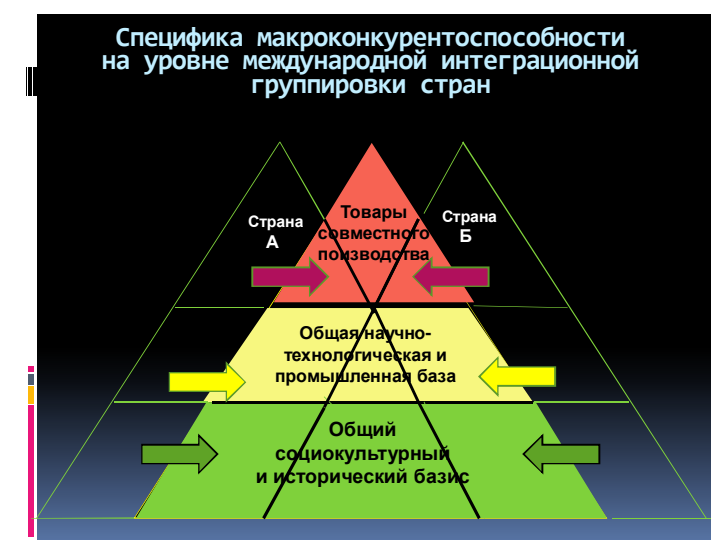 Специфика макроконкурентоспособности
на уровне международной интеграционной
группировки стран
Страна
А
Товары
совместного
поизводства
Страна
Б
Общая научно-
технологическая и
промышленная база
Общий
социокультурный
и исторический базис